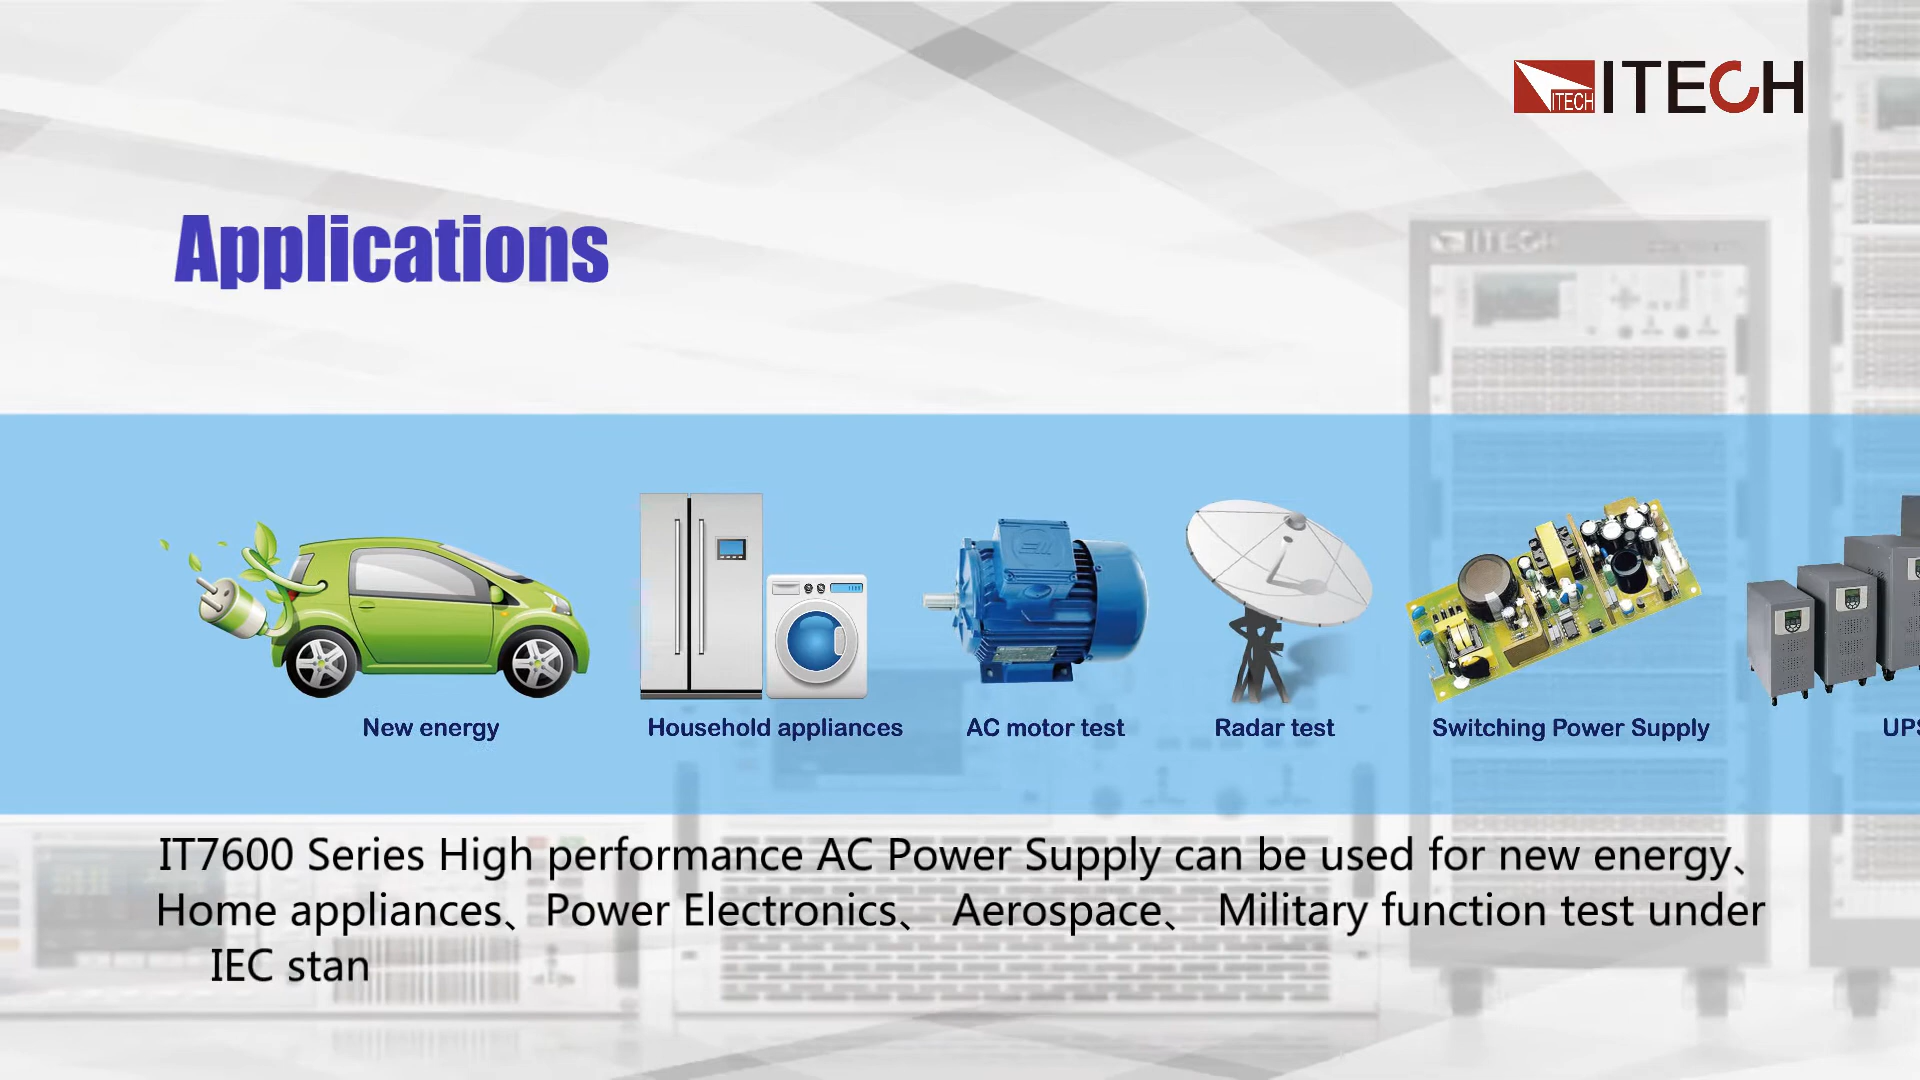 ITECH ITECH
Applications
ITECH
New energy
Household appliances
AC motor test
Radar test
Switching Power Supply
UPS
IT7600 Series High performance AC Power Supply can be used for new energy、
Home appliances、Power Electronics、 Aerospace、 Military function test under
IEC stan